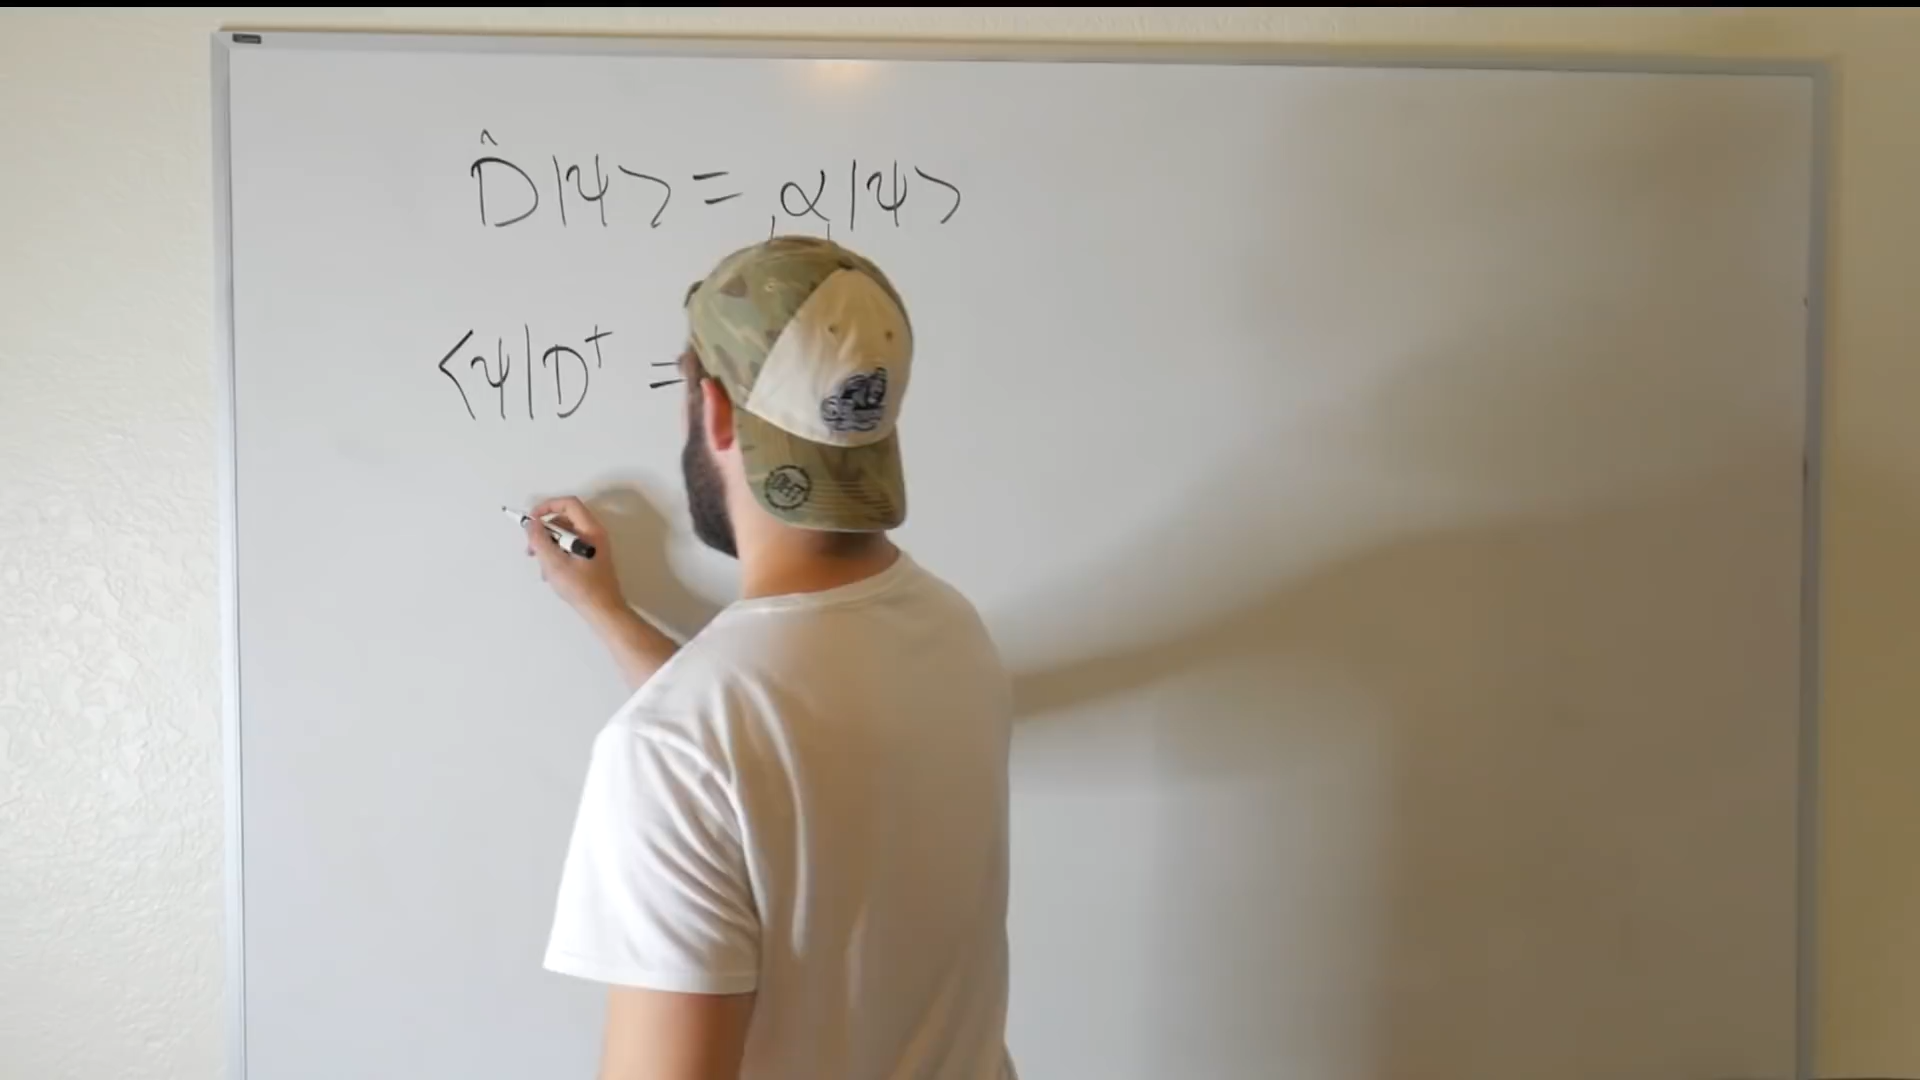 D̂|ψ> = α|ψ>
<ψ|D† =